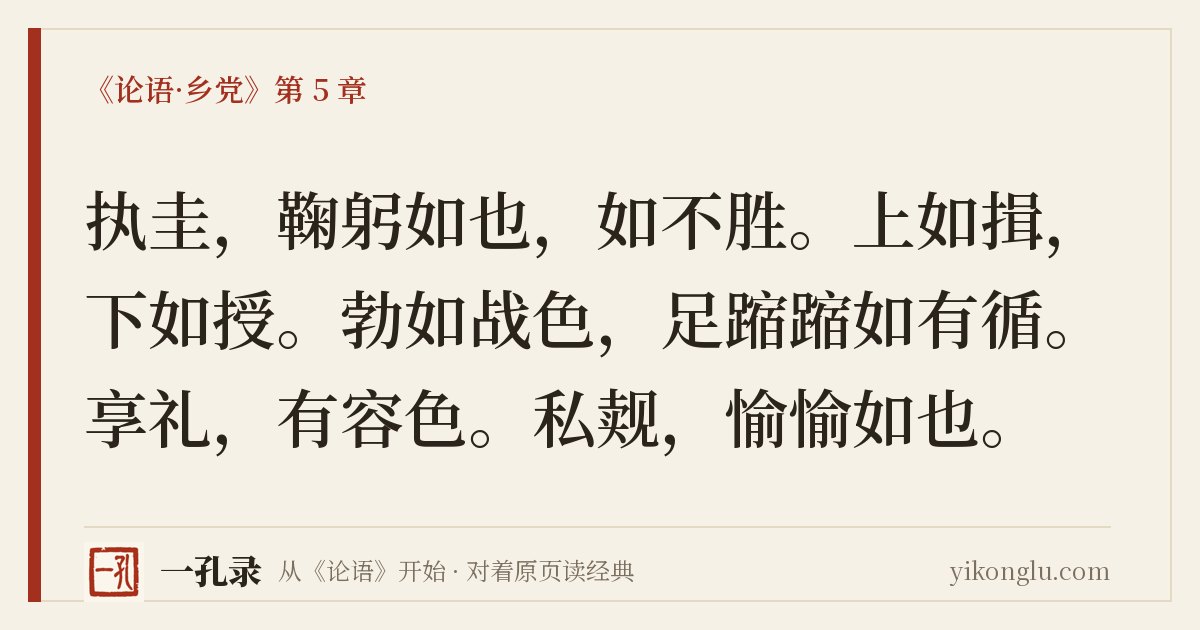 《论语·乡党》第 5 章
执圭，鞠躬如也，如不胜。上如揖，
下如授。勃如战色，足蹜蹜如有循。
享礼，有容色。私觌，愉愉如也。
一孔
一孔录 从《论语》开始 · 对着原页读经典 yikonglu.com